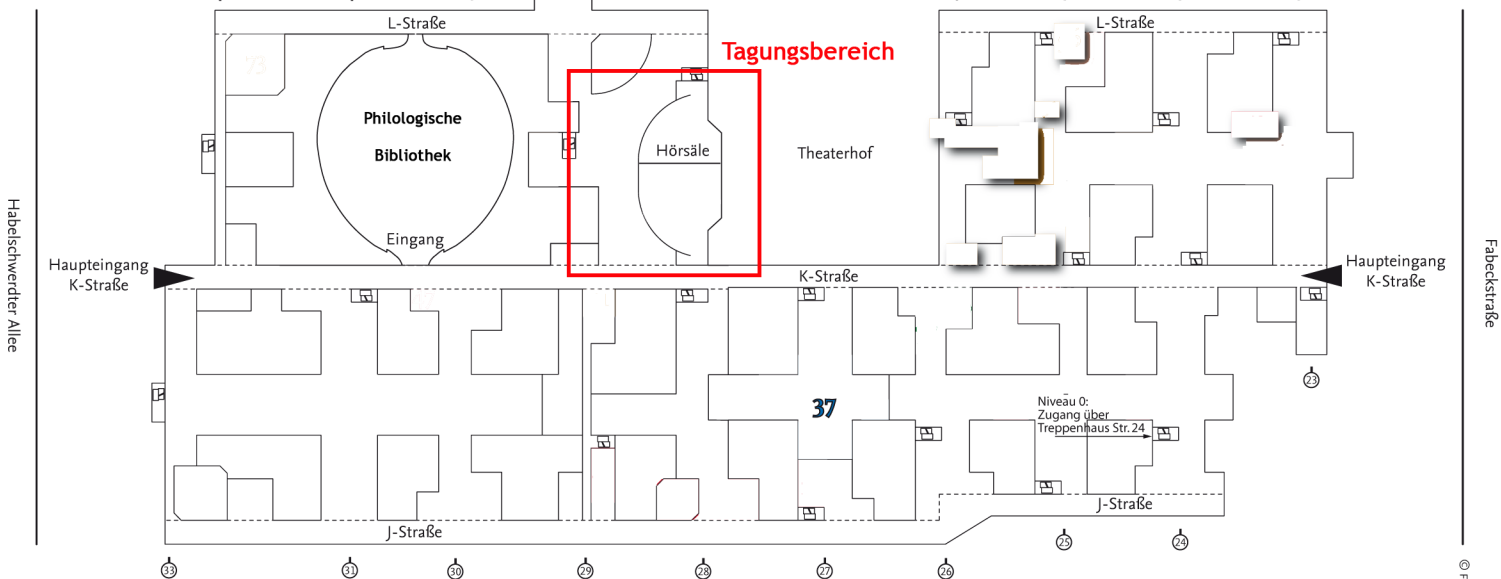 L-Straße
L-Straße
Tagungsbereich
Philologische
Bibliothek
Hörsäle
Theaterhof
Eingang
Habelschwerdter Allee
Fabeckstraße
Haupteingang
K-Straße
K-Straße
Haupteingang
K-Straße
37
Niveau 0:
Zugang über
Treppenhaus Str. 24
J-Straße
J-Straße
23
33
31
30
29
28
27
26
25
24
©